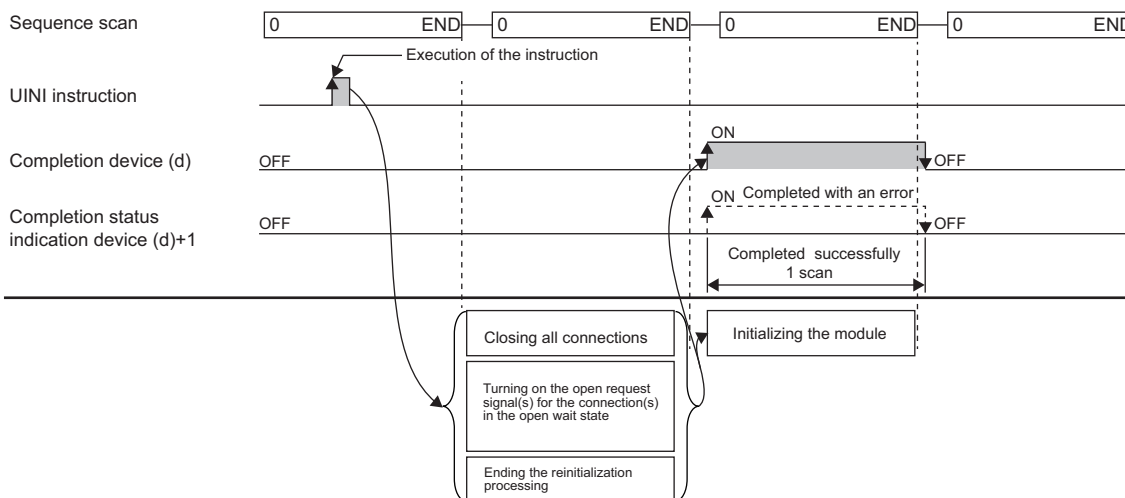 Sequence scan
0 END 0 END 0 END 0 END
Execution of the instruction
UINI instruction
ON
Completion device (d)
OFF
OFF
ON Completed with an error
Completion status
indication device (d)+1
OFF
OFF
Completed successfully
1 scan
Closing all connections
Initializing the module
Turning on the open request
signal(s) for the connection(s)
in the open wait state
Ending the reinitialization
processing